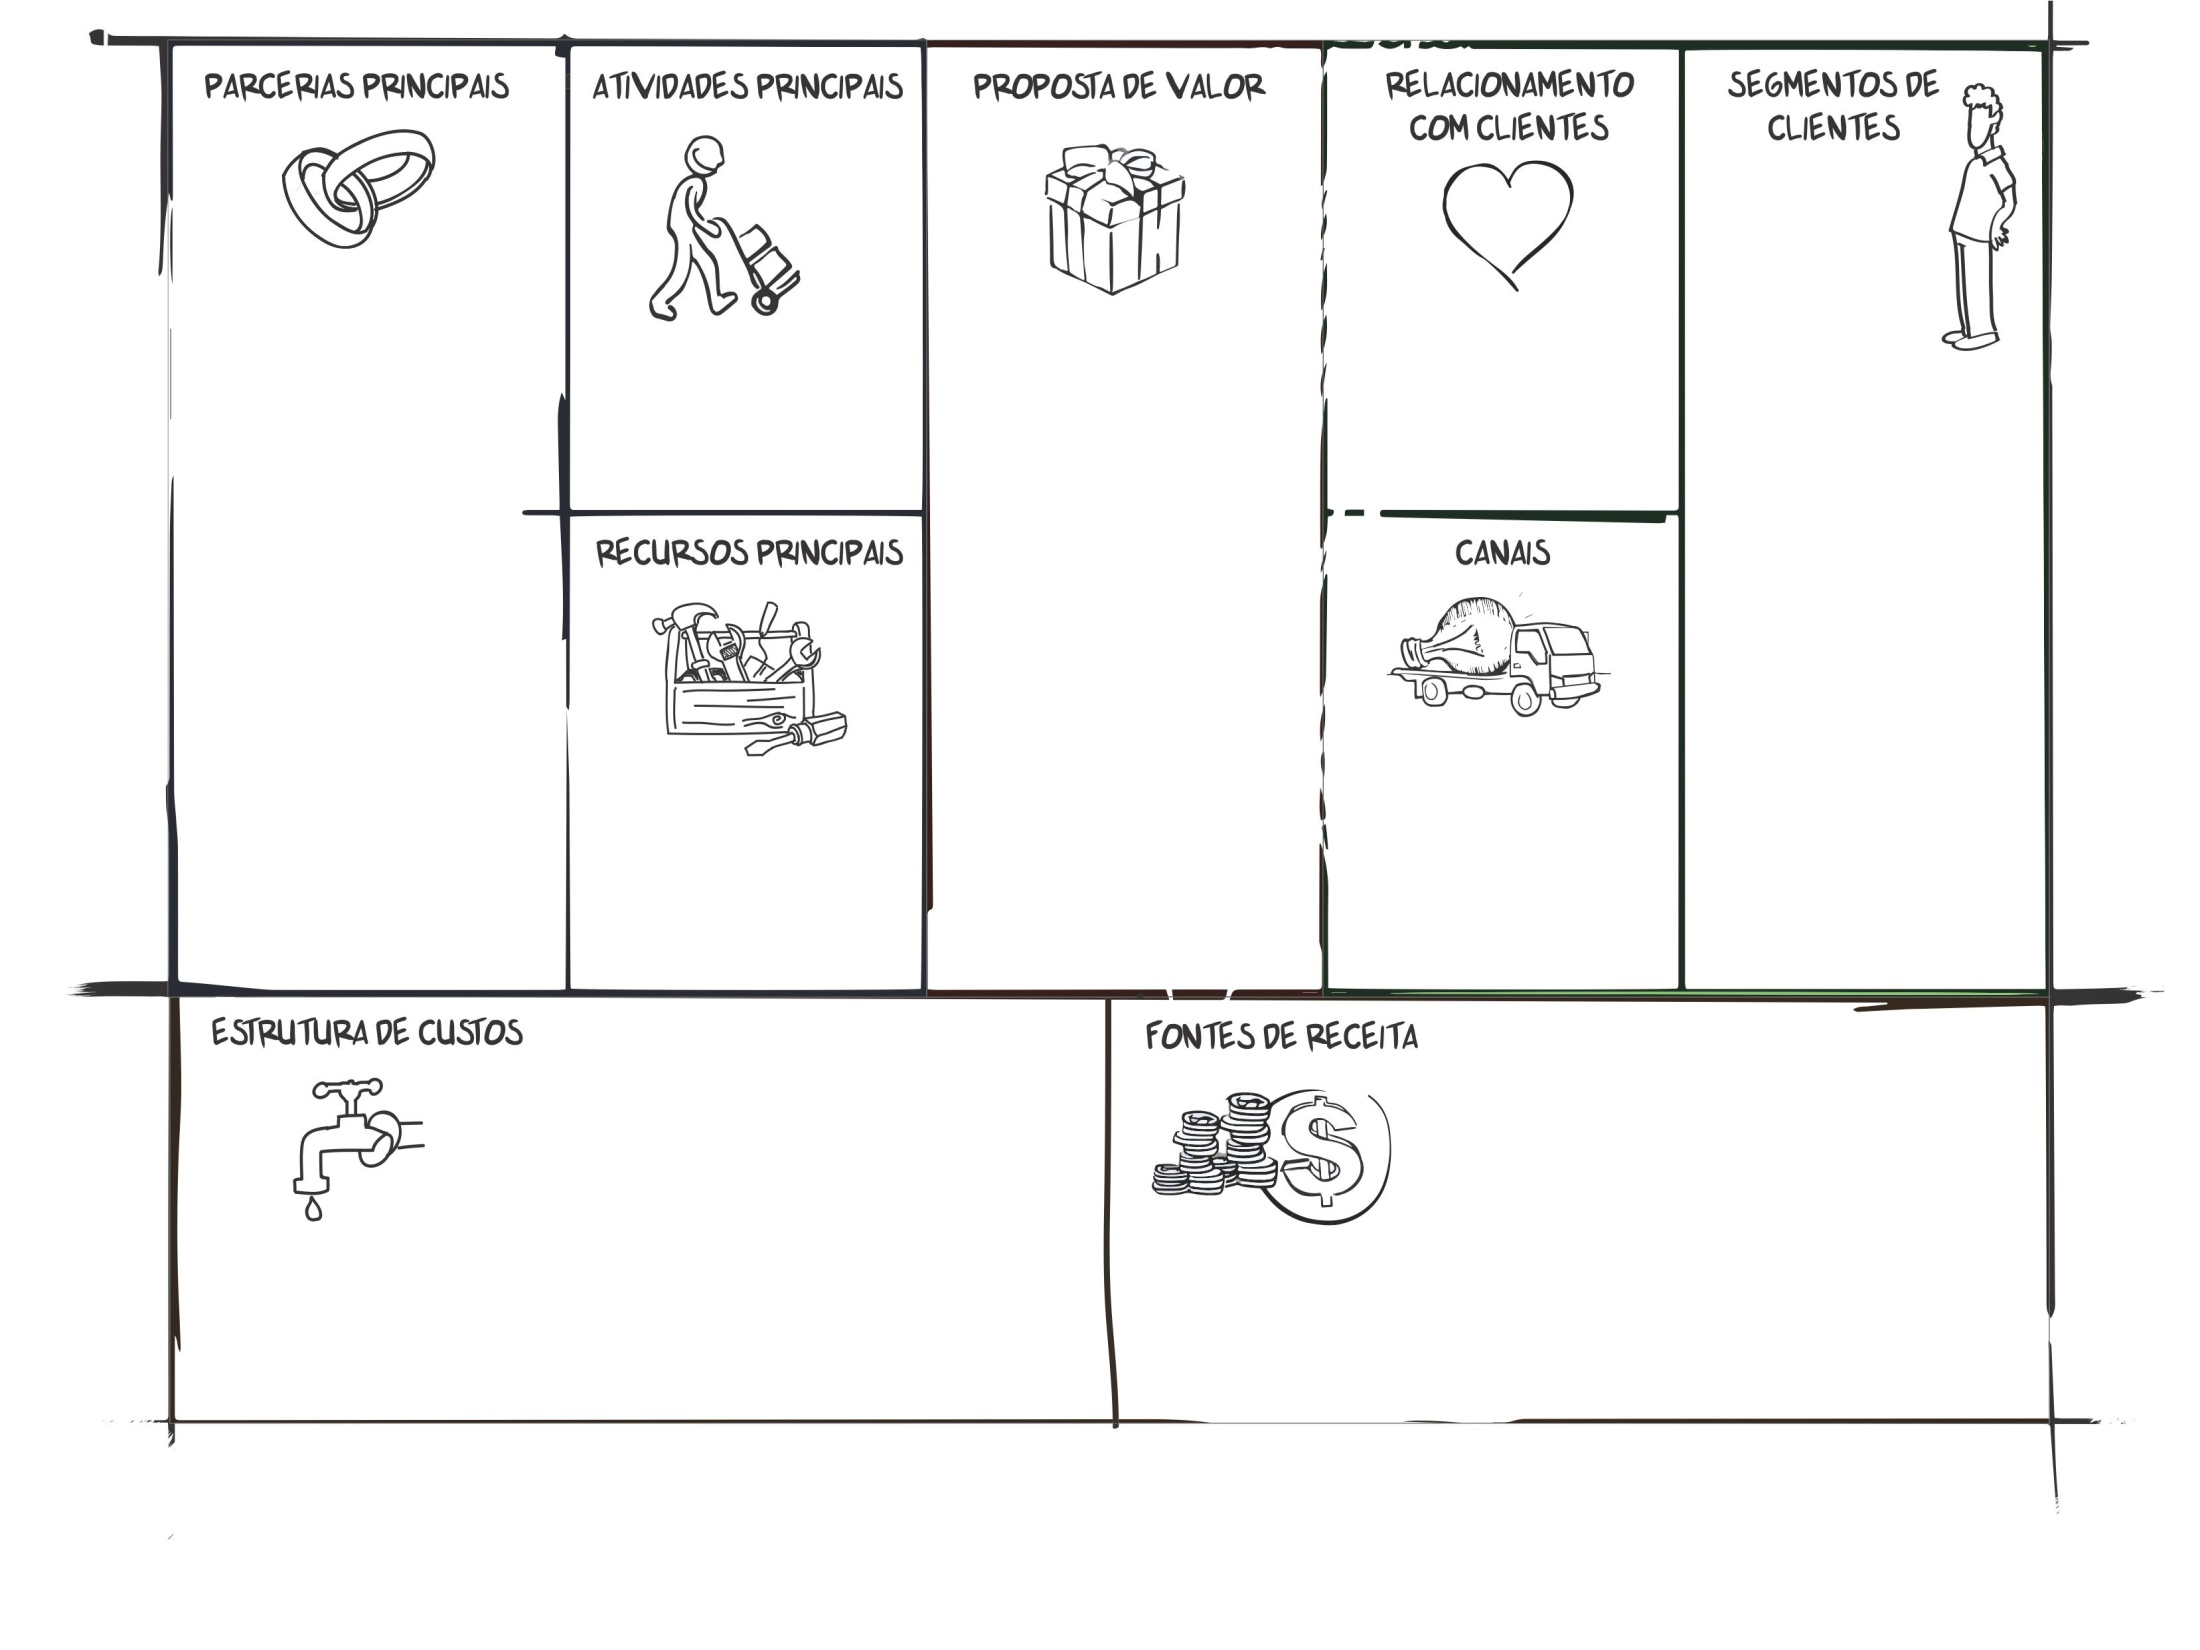 PARCERIAS PRINCIPAIS
ATIVIDADES PRINCIPAIS
PROPOSTA DE VALOR
RELACIONAMENTO
COM CLIENTES
SEGMENTOS DE
CLIENTES
RECURSOS PRINCIPAIS
CANAIS
ESTRUTURA DE CUSTOS
FONTES DE RECEITA
$